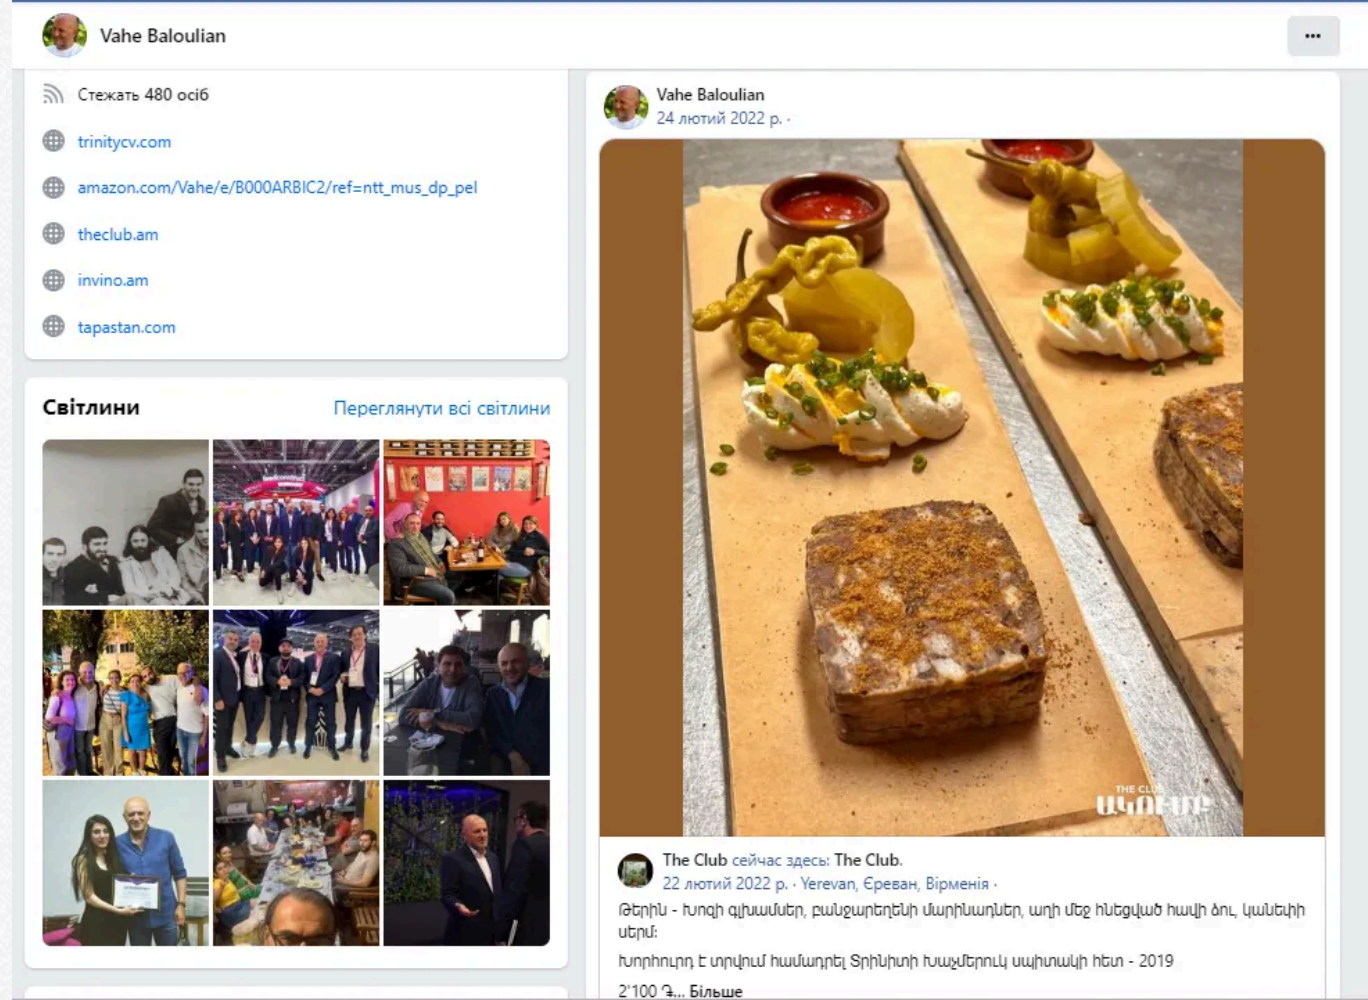 Vahe Baloulian
...
Стежать 480 осіб
trinitycv.com
amazon.com/Vahe/e/B000ARBIC2/ref=ntt_mus_dp_pel
theclub.am
invino.am
tapastan.com
Світлини
Переглянути всі світлини
Vahe Baloulian
24 лютий 2022 р. ·
THE CLUB
ԱԿՈՒՄԲ
The Club сейчас здесь: The Club.
22 лютий 2022 р. · Yerevan, Єреван, Вірменія ·
Թերին - Խոզի գլխամսեր, բանջարեղենի մարինադներ, աղի մեջ հնեցված հավի ձու, կանեփի
սերմ:
Խորհուրդ է տրվում համադրել Տրինիտի Խաչմերուկ սպիտակի հետ - 2019
2'100 ֏... Більше